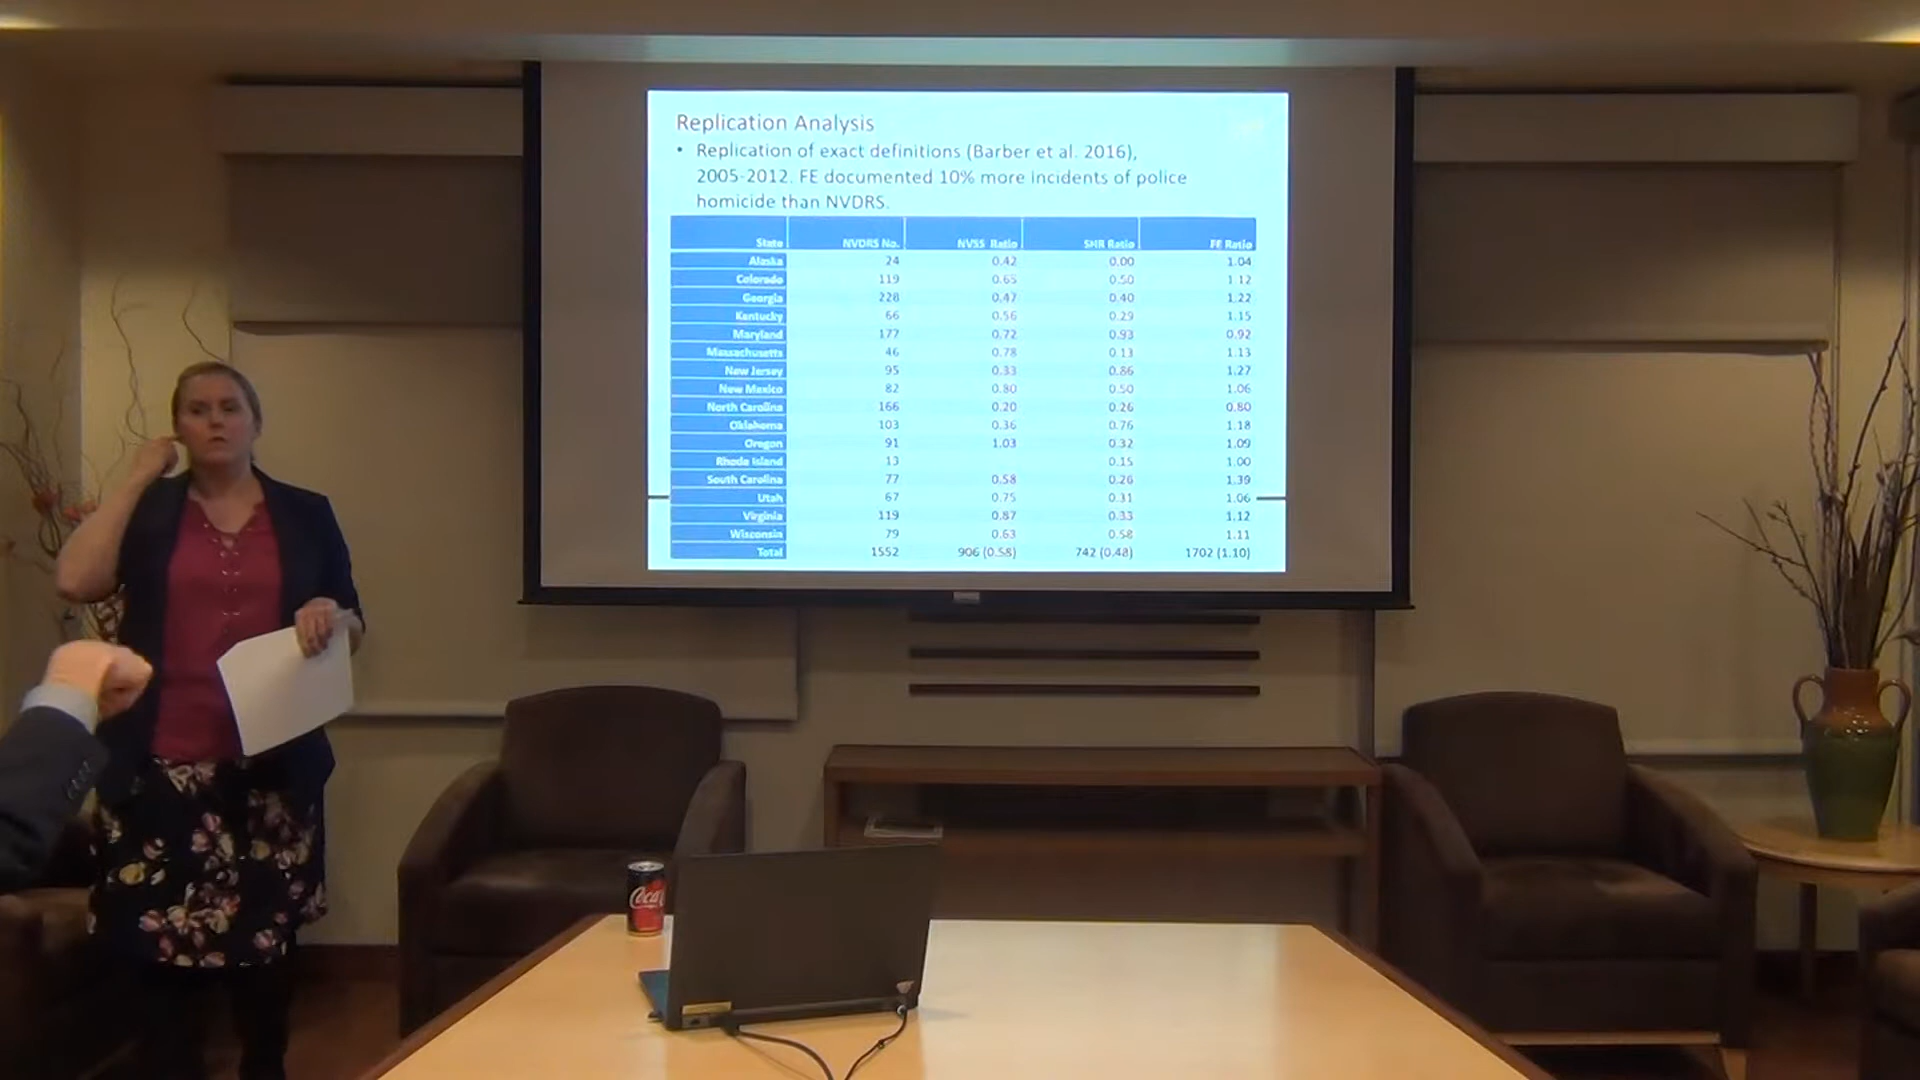 Replication Analysis
• Replication of exact definitions (Barber et al. 2016),
2005-2012. FE documented 10% more incidents of police
homicide than NVDRS.
State NVDRS No. NVSS Ratio SHR Ratio FE Ratio
Alaska 24 0.42 0.00 1.04
Colorado 119 0.65 0.50 1.12
Georgia 228 0.47 0.40 1.22
Kentucky 66 0.56 0.29 1.15
Maryland 177 0.72 0.93 0.92
Massachusetts 46 0.78 0.13 1.13
New Jersey 95 0.33 0.86 1.27
New Mexico 82 0.80 0.50 1.06
North Carolina 166 0.20 0.26 0.80
Oklahoma 103 0.36 0.76 1.18
Oregon 91 1.03 0.32 1.09
Rhode Island 13 0.15 1.00
South Carolina 77 0.58 0.26 1.39
Utah 67 0.75 0.31 1.06
Virginia 119 0.87 0.33 1.12
Wisconsin 79 0.63 0.58 1.11
Total 1552 906 (0.58) 742 (0.48) 1702 (1.10)
Coca